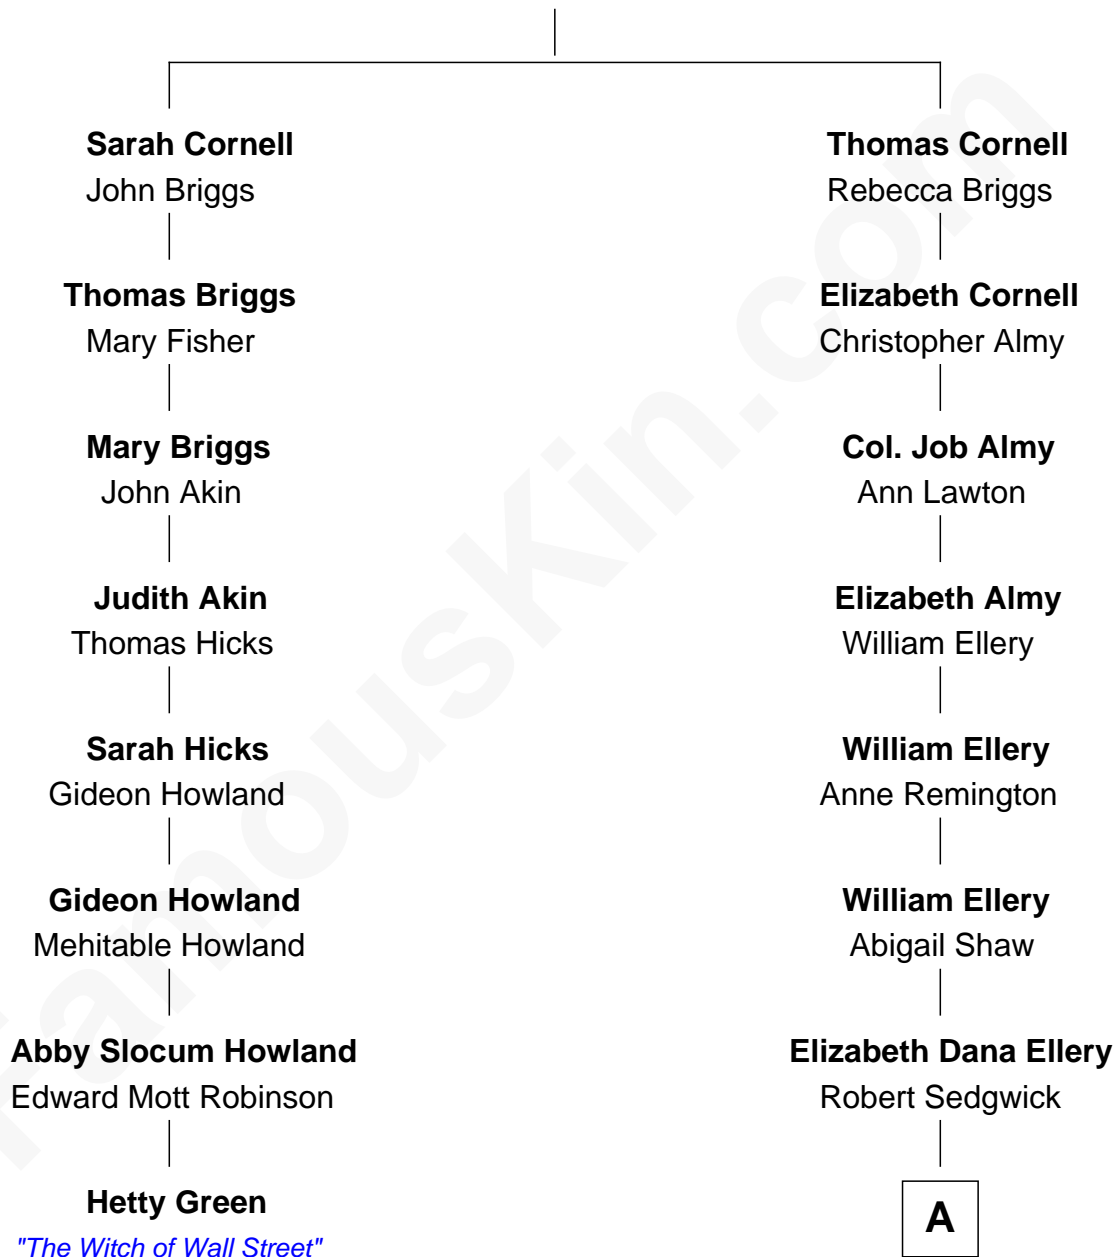 Sarah Cornell
John Briggs
Thomas Briggs
Mary Fisher
Mary Briggs
John Akin
Judith Akin
Thomas Hicks
Sarah Hicks
Gideon Howland
Gideon Howland
Mehitable Howland
Abby Slocum Howland
Edward Mott Robinson
Hetty Green
"The Witch of Wall Street"
Thomas Cornell
Rebecca Briggs
Elizabeth Cornell
Christopher Almy
Col. Job Almy
Ann Lawton
Elizabeth Almy
William Ellery
William Ellery
Anne Remington
William Ellery
Abigail Shaw
Elizabeth Dana Ellery
Robert Sedgwick
A
FamousKin.com